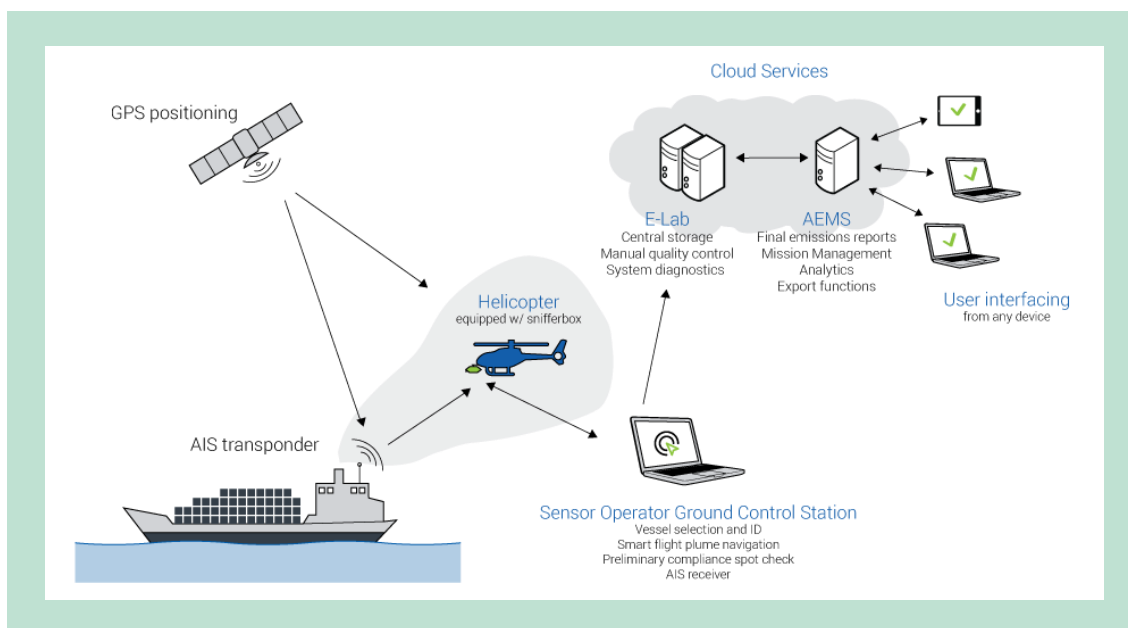 Cloud Services
GPS positioning
E-Lab
Central storage
Manual quality control
System diagnostics
AEMS
Final emissions reports
Mission Management
Analytics
Export functions
User interfacing
from any device
Helicopter
equipped w/ snifferbox
AIS transponder
Sensor Operator Ground Control Station
Vessel selection and ID
Smart flight plume navigation
Preliminary compliance spot check
AIS receiver